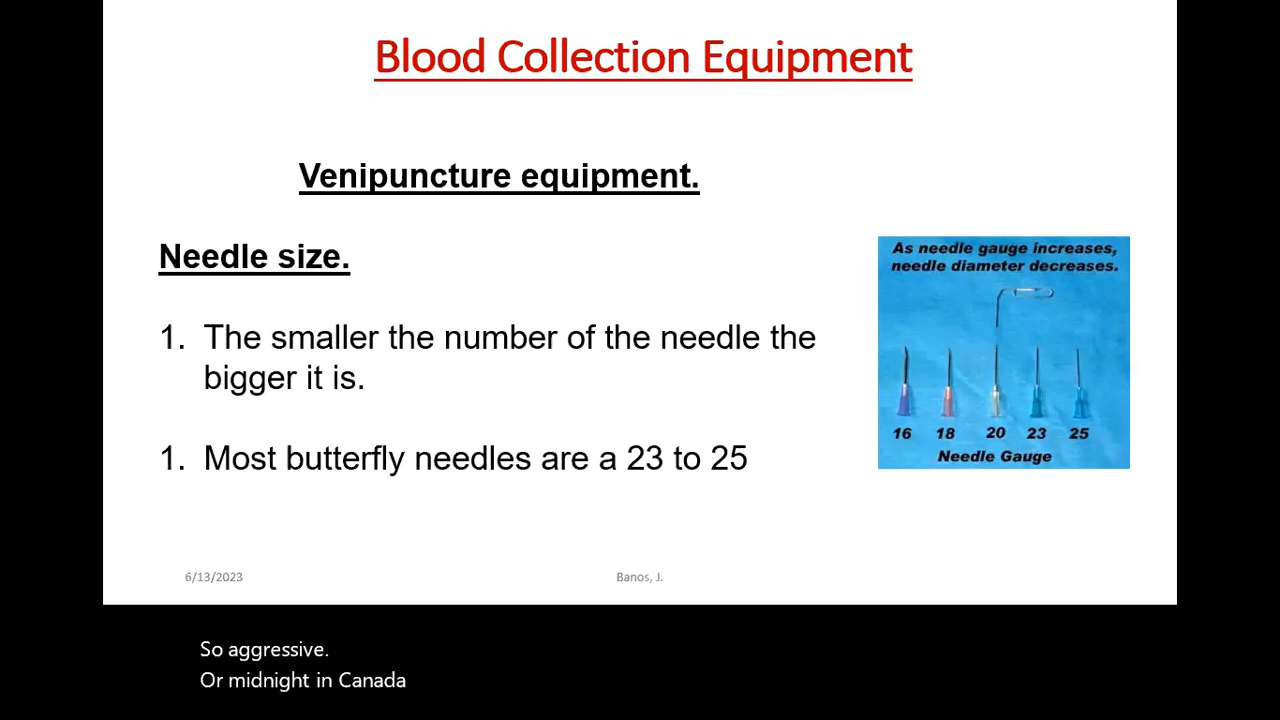 Blood Collection Equipment
Venipuncture equipment.
Needle size.
1. The smaller the number of the needle the
bigger it is.
1. Most butterfly needles are a 23 to 25
As needle gauge increases,
needle diameter decreases.
16 18 20 23 25
Needle Gauge
6/13/2023
Banos, J.
So aggressive.
Or midnight in Canada